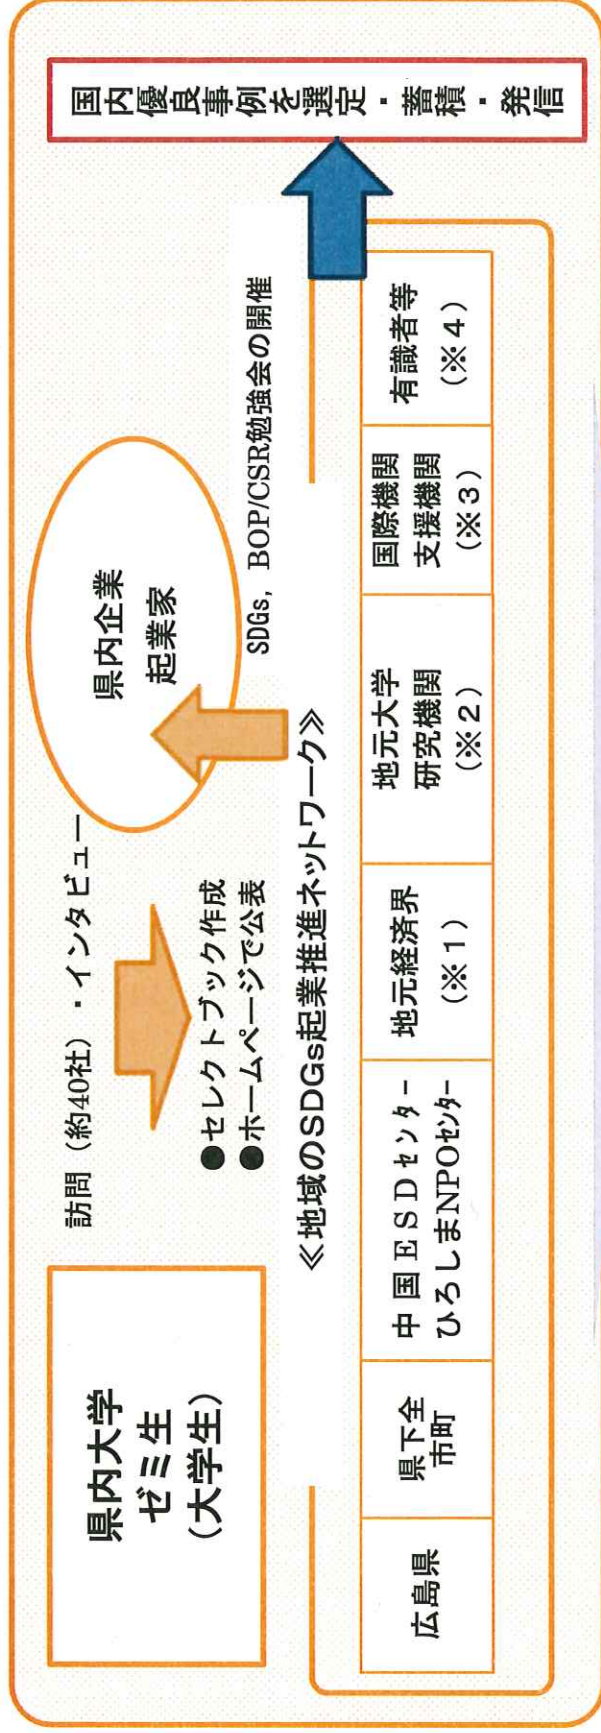 県内大学
ゼミ生
(大学生)
訪問（約40社）・インタビュー
●セレクトブック作成
●ホームページで公表
県内企業
起業家
SDGs, BOP/CSR勉強会の開催
国内優良事例を選定・蓄積・発信
≪地域のSDGs起業推進ネットワーク≫
広島県
県下全
市町
中国ESDセンター
ひろしまNPOセンター
地元経済界
(※1)
地元大学
研究機関
(※2)
国際機関
支援機関
(※3)
有識者等
(※4)